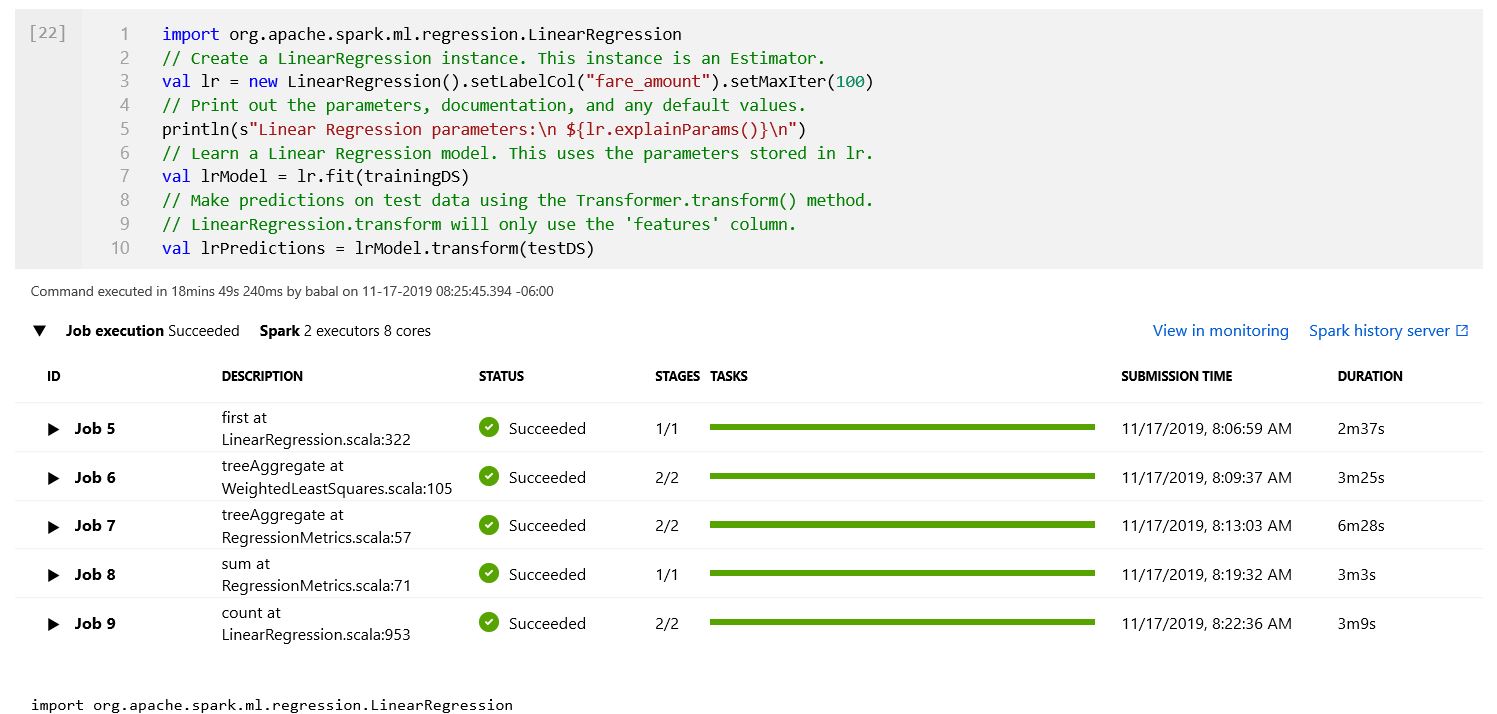 [22]
1 import org.apache.spark.ml.regression.LinearRegression
2 // Create a LinearRegression instance. This instance is an Estimator.
3 val lr = new LinearRegression().setLabelCol("fare_amount").setMaxIter(100)
4 // Print out the parameters, documentation, and any default values.
5 println(s"Linear Regression parameters:\n ${lr.explainParams()}\n")
6 // Learn a Linear Regression model. This uses the parameters stored in lr.
7 val lrModel = lr.fit(trainingDS)
8 // Make predictions on test data using the Transformer.transform() method.
9 // LinearRegression.transform will only use the 'features' column.
10 val lrPredictions = lrModel.transform(testDS)
Command executed in 18mins 49s 240ms by babal on 11-17-2019 08:25:45.394 -06:00
Job execution Succeeded Spark 2 executors 8 cores View in monitoring Spark history server
ID DESCRIPTION STATUS STAGES TASKS SUBMISSION TIME DURATION
first at
Job 5 Succeeded 1/1 11/17/2019, 8:06:59 AM 2m37s
LinearRegression.scala:322
treeAggregate at
Job 6 Succeeded 2/2 11/17/2019, 8:09:37 AM 3m25s
WeightedLeastSquares.scala:105
treeAggregate at
Job 7 Succeeded 2/2 11/17/2019, 8:13:03 AM 6m28s
RegressionMetrics.scala:57
sum at
Job 8 Succeeded 1/1 11/17/2019, 8:19:32 AM 3m3s
RegressionMetrics.scala:71
count at
Job 9 Succeeded 2/2 11/17/2019, 8:22:36 AM 3m9s
LinearRegression.scala:953
import org.apache.spark.ml.regression.LinearRegression